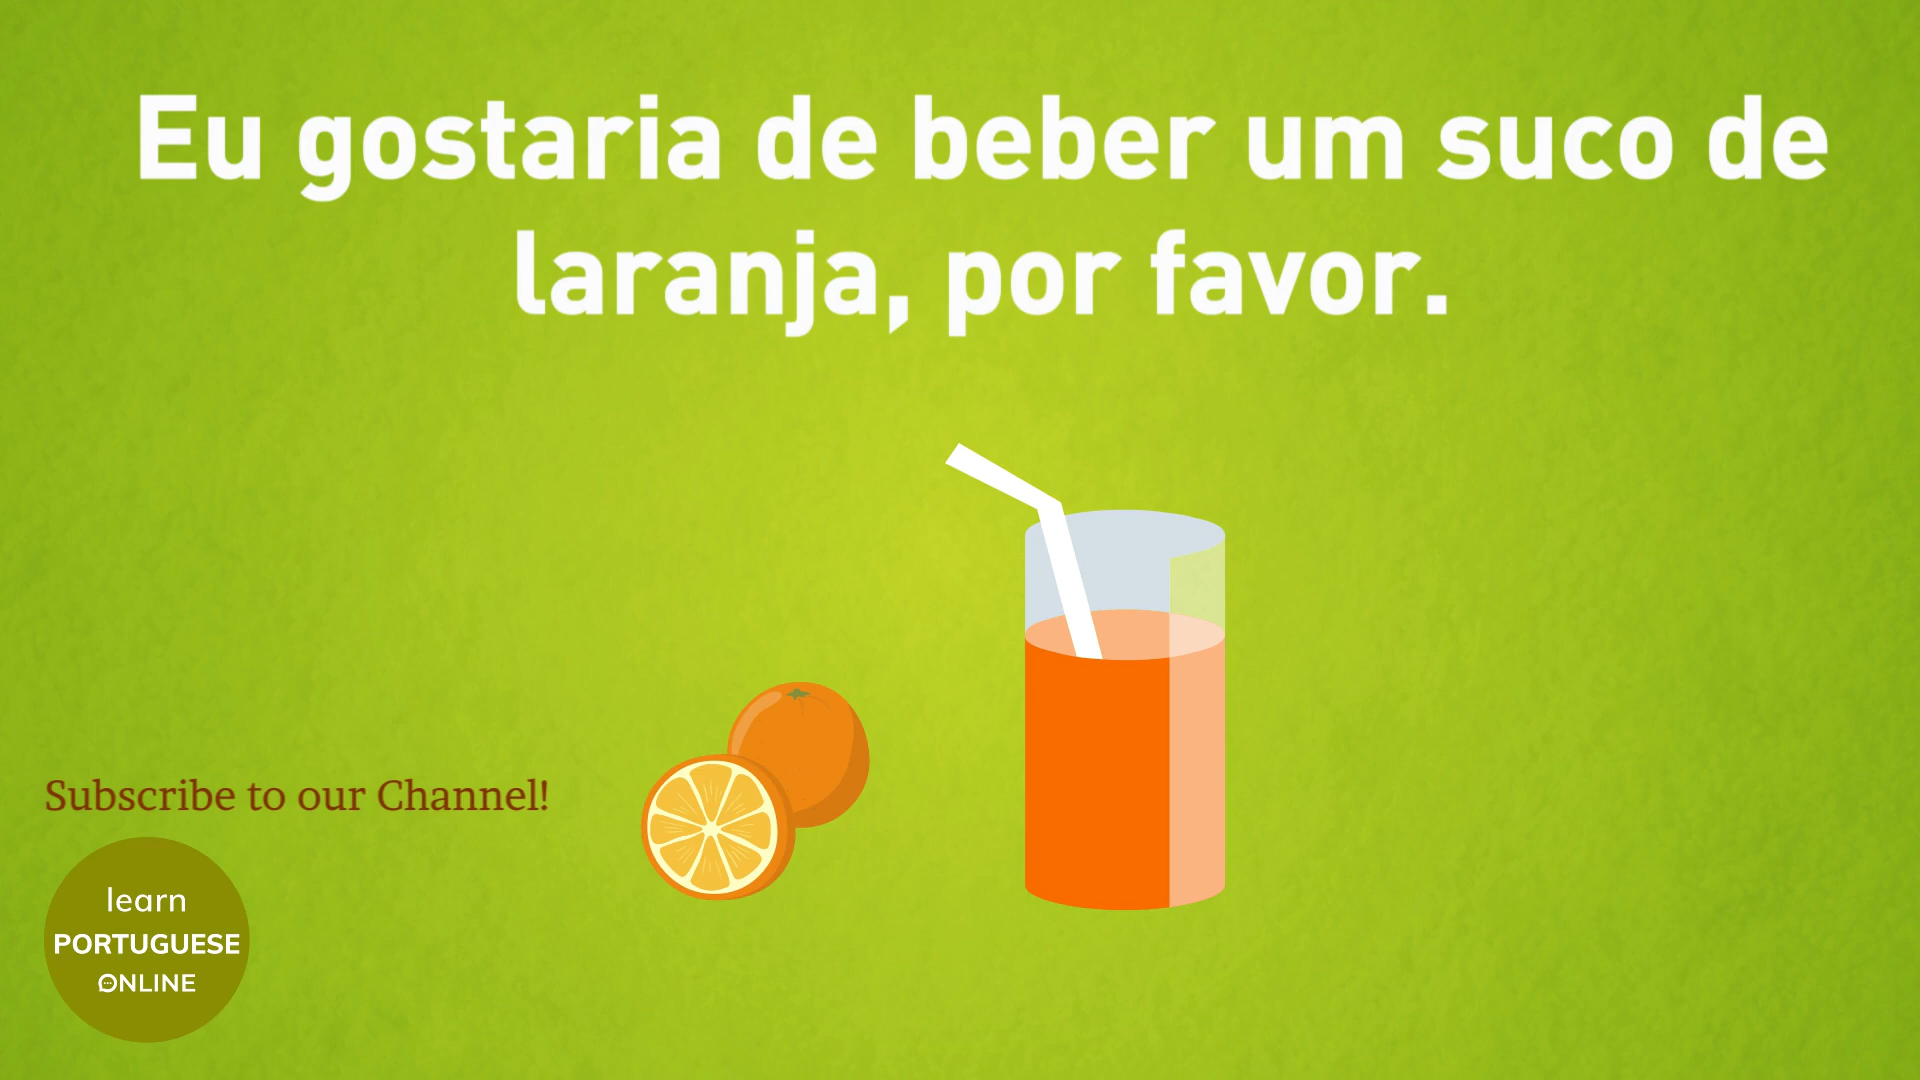 Eu gostaria de beber um suco de
laranja, por favor.
Subscribe to our Channel!
learn
PORTUGUESE
ONLINE